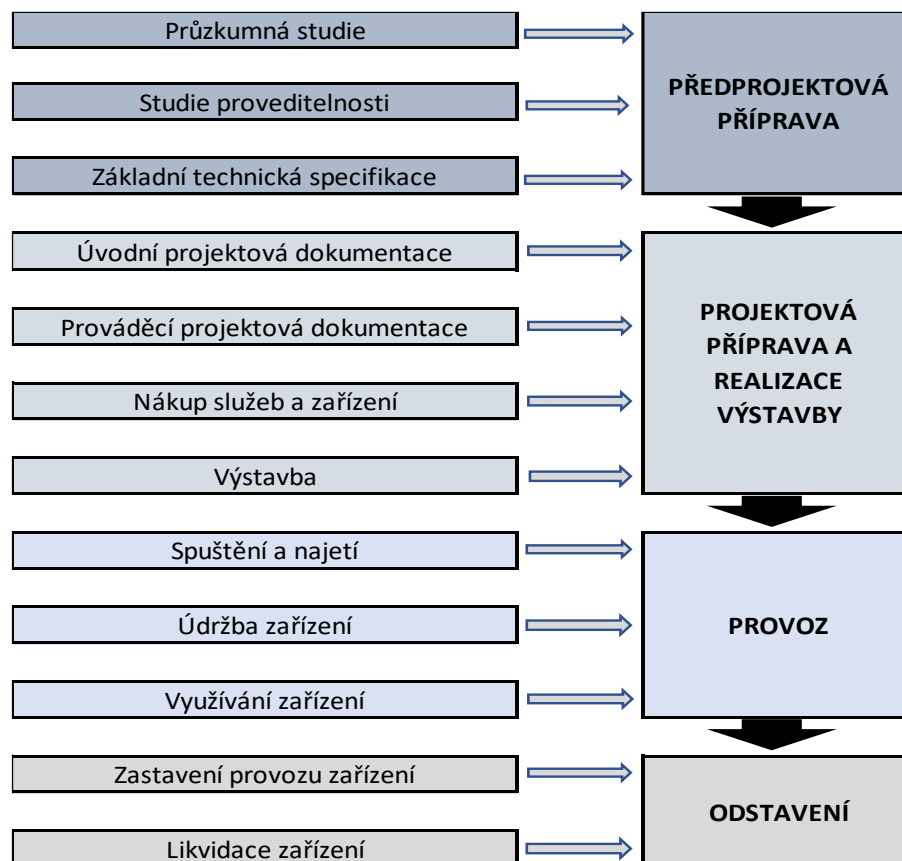 Průzkumná studie
Studie proveditelnosti
Základní technická specifikace
PŘEDPROJEKTOVÁ
PŘÍPRAVA
Úvodní projektová dokumentace
Prováděcí projektová dokumentace
Nákup služeb a zařízení
Výstavba
PROJEKTOVÁ
PŘÍPRAVA A
REALIZACE
VÝSTAVBY
Spuštění a najetí
Údržba zařízení
Využívání zařízení
PROVOZ
Zastavení provozu zařízení
Likvidace zařízení
ODSTAVENÍ